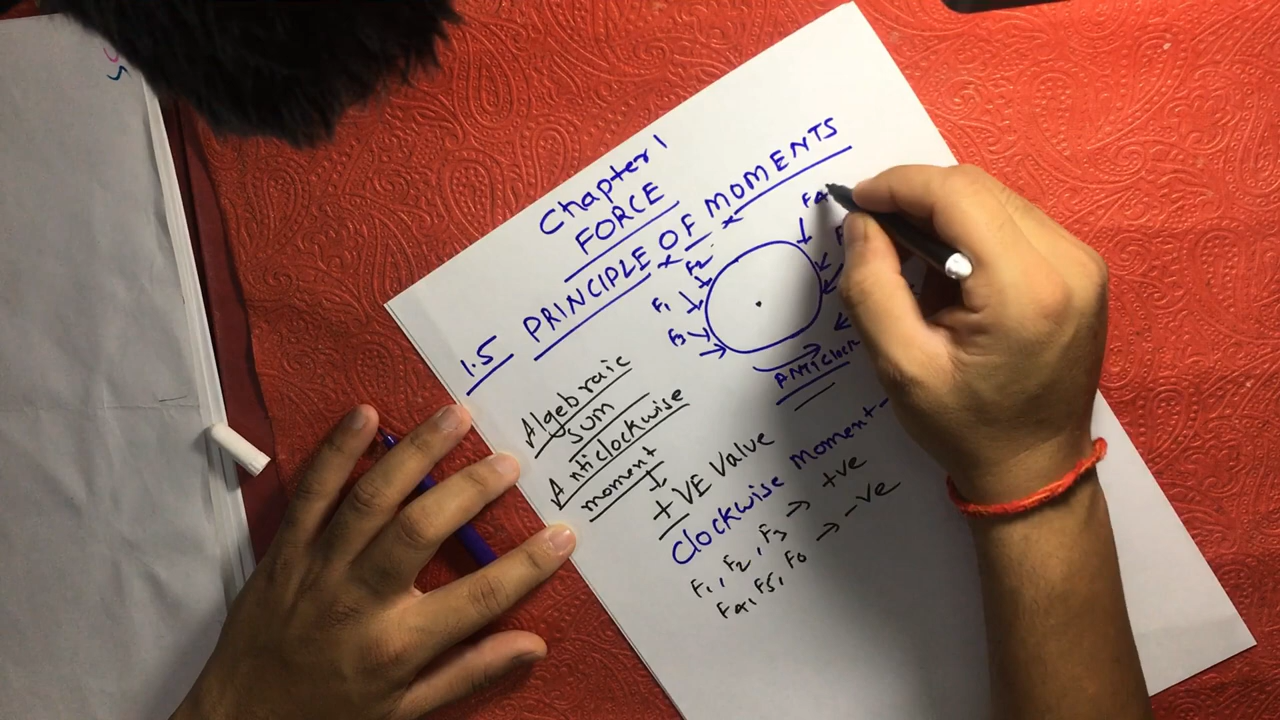 Chapter 1
FORCE
1.5 PRINCIPLE OF MOMENTS
F4
F2
F
F1
F3
ANTICLOCK
Algebraic
SUM
Anticlockwise
moment
+VE Value
Clockwise moment-
F1, F2, F3 → +ve
F4, F5, F6 → -ve